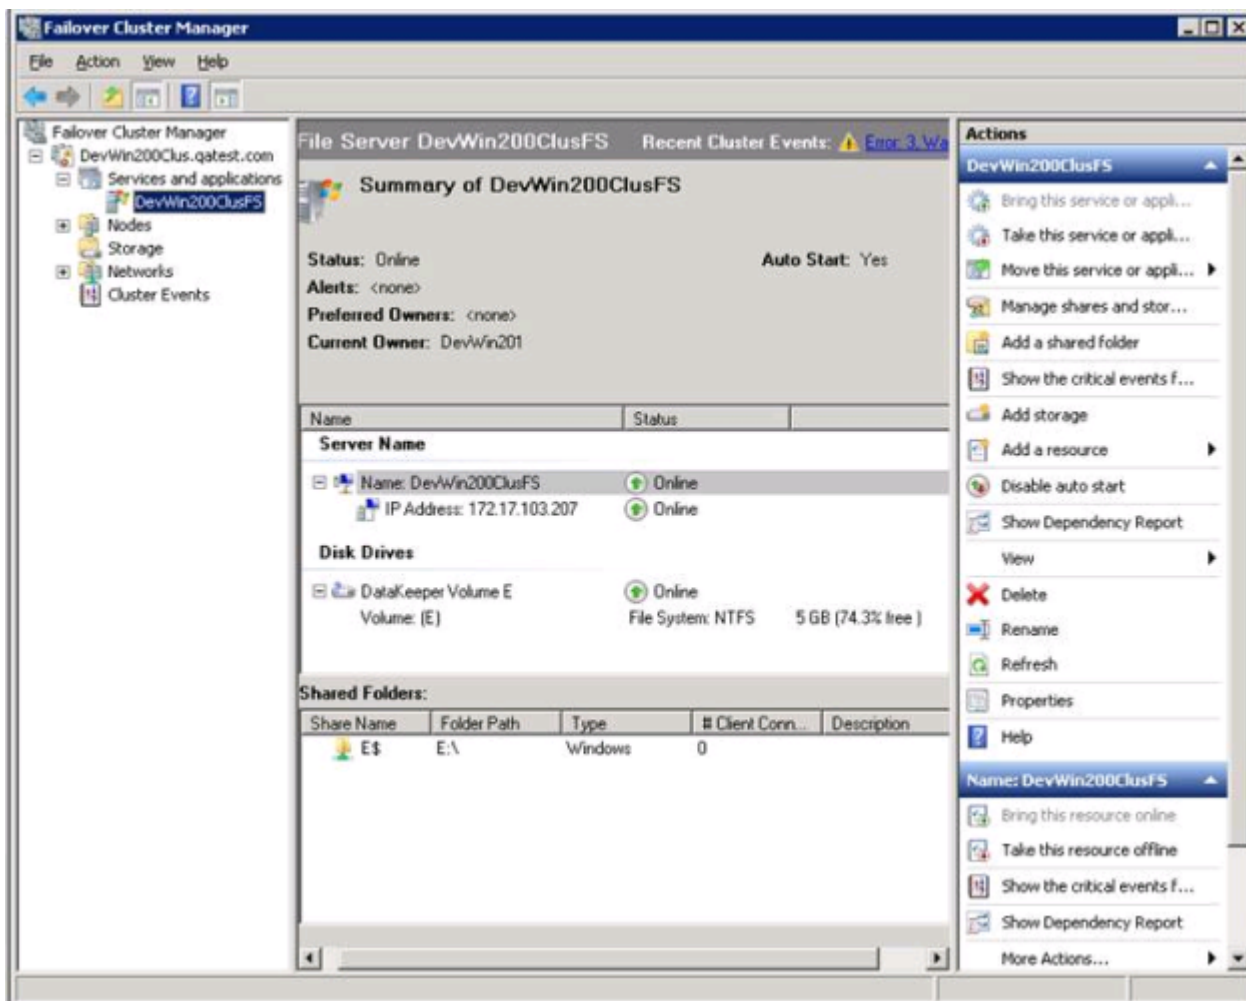 Failover Cluster Manager
File Action View Help
Failover Cluster Manager
DevWin200Clus.qatest.com
Services and applications
DevWin200ClusFS
Nodes
Storage
Networks
Cluster Events
File Server DevWin200ClusFS Recent Cluster Events: Error: 3, Wa
Summary of DevWin200ClusFS
Status: Online Auto Start: Yes
Alerts: <none>
Preferred Owners: <none>
Current Owner: DevWin201
Name Status
Server Name
Name: DevWin200ClusFS Online
IP Address: 172.17.103.207 Online
Disk Drives
DataKeeper Volume E Online
Volume: (E) File System: NTFS 5 GB (74.3% free )
Shared Folders:
Share Name Folder Path Type # Client Conn... Description
E$ E:\ Windows 0
Actions
DevWin200ClusFS
Bring this service or appli...
Take this service or appli...
Move this service or appli...
Manage shares and stor...
Add a shared folder
Show the critical events f...
Add storage
Add a resource
Disable auto start
Show Dependency Report
View
Delete
Rename
Refresh
Properties
Help
Name: DevWin200ClusFS
Bring this resource online
Take this resource offline
Show the critical events f...
Show Dependency Report
More Actions...